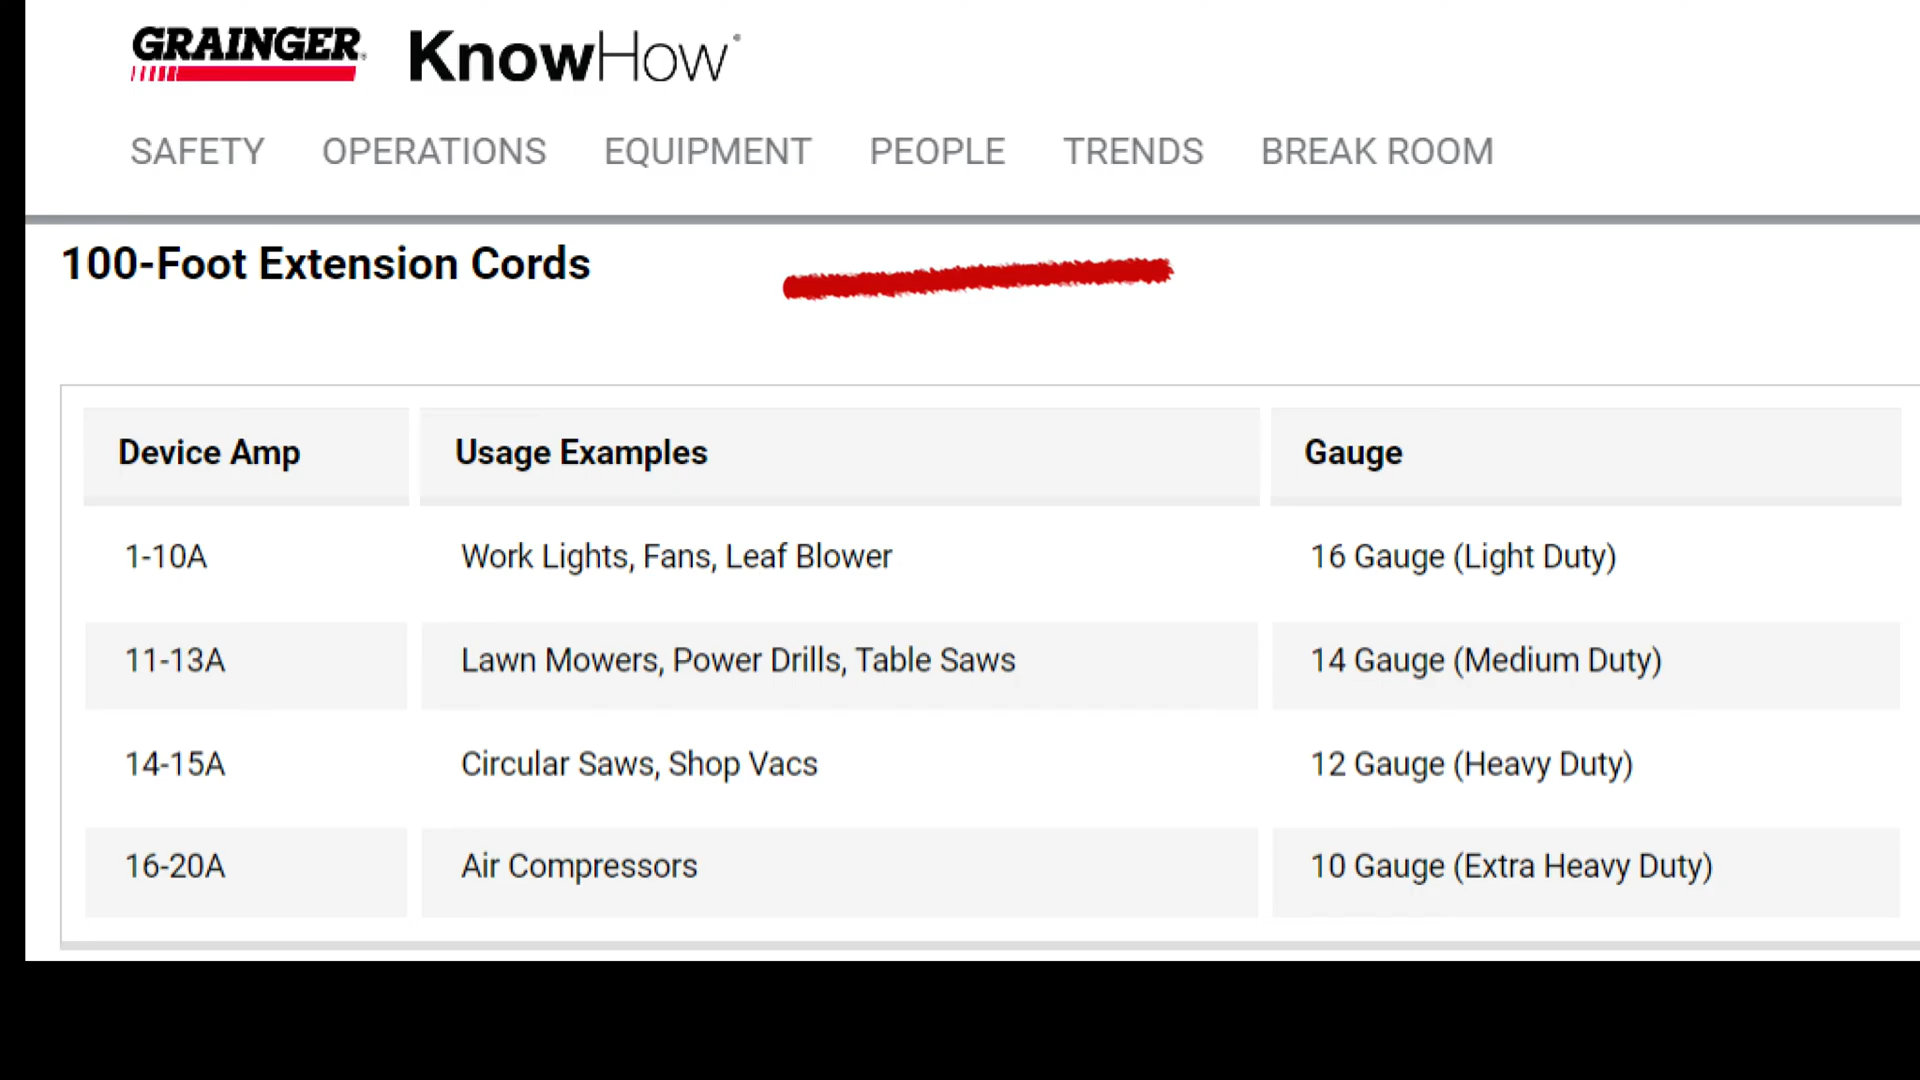 GRAINGER KnowHow
SAFETY OPERATIONS EQUIPMENT PEOPLE TRENDS BREAK ROOM
100-Foot Extension Cords
Device Amp Usage Examples Gauge
1-10A Work Lights, Fans, Leaf Blower 16 Gauge (Light Duty)
11-13A Lawn Mowers, Power Drills, Table Saws 14 Gauge (Medium Duty)
14-15A Circular Saws, Shop Vacs 12 Gauge (Heavy Duty)
16-20A Air Compressors 10 Gauge (Extra Heavy Duty)